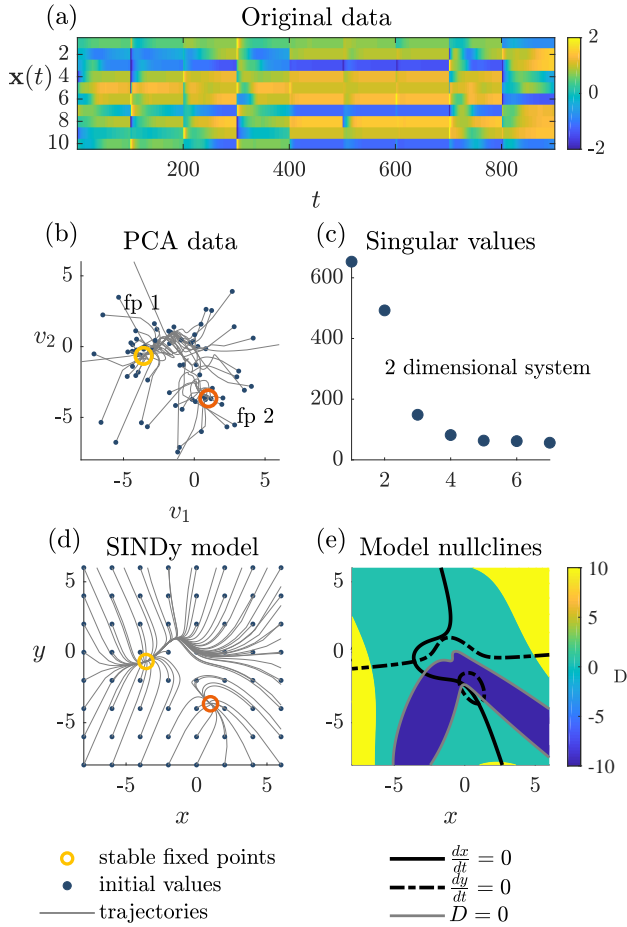 (a) Original data
x(t)
2
4
6
8
10
200 400 600 800
t
2
0
-2
(b) PCA data
v₂
5
0
-5
fp 1
fp 2
-5 0 5
v₁
(c) Singular values
600
400
200
0
2 dimensional system
2 4 6
(d) SINDy model
y
5
0
-5
-5 0 5
x
(e) Model nullclines
5
0
-5
-5 0 5
x
10
5
0
-5
-10
D
stable fixed points
initial values
trajectories
dx/dt = 0
dy/dt = 0
D = 0